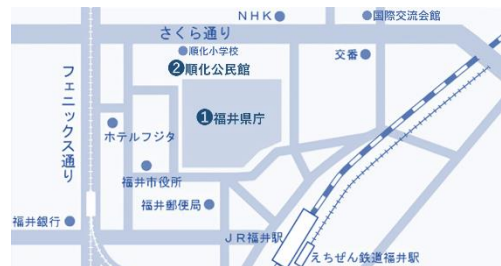 NHK
国際交流会館
さくら通り
順化小学校
交番
❷順化公民館
フェニックス通り
❶福井県庁
ホテルフジタ
福井市役所
福井郵便局
福井銀行
JR福井駅
えちぜん鉄道福井駅